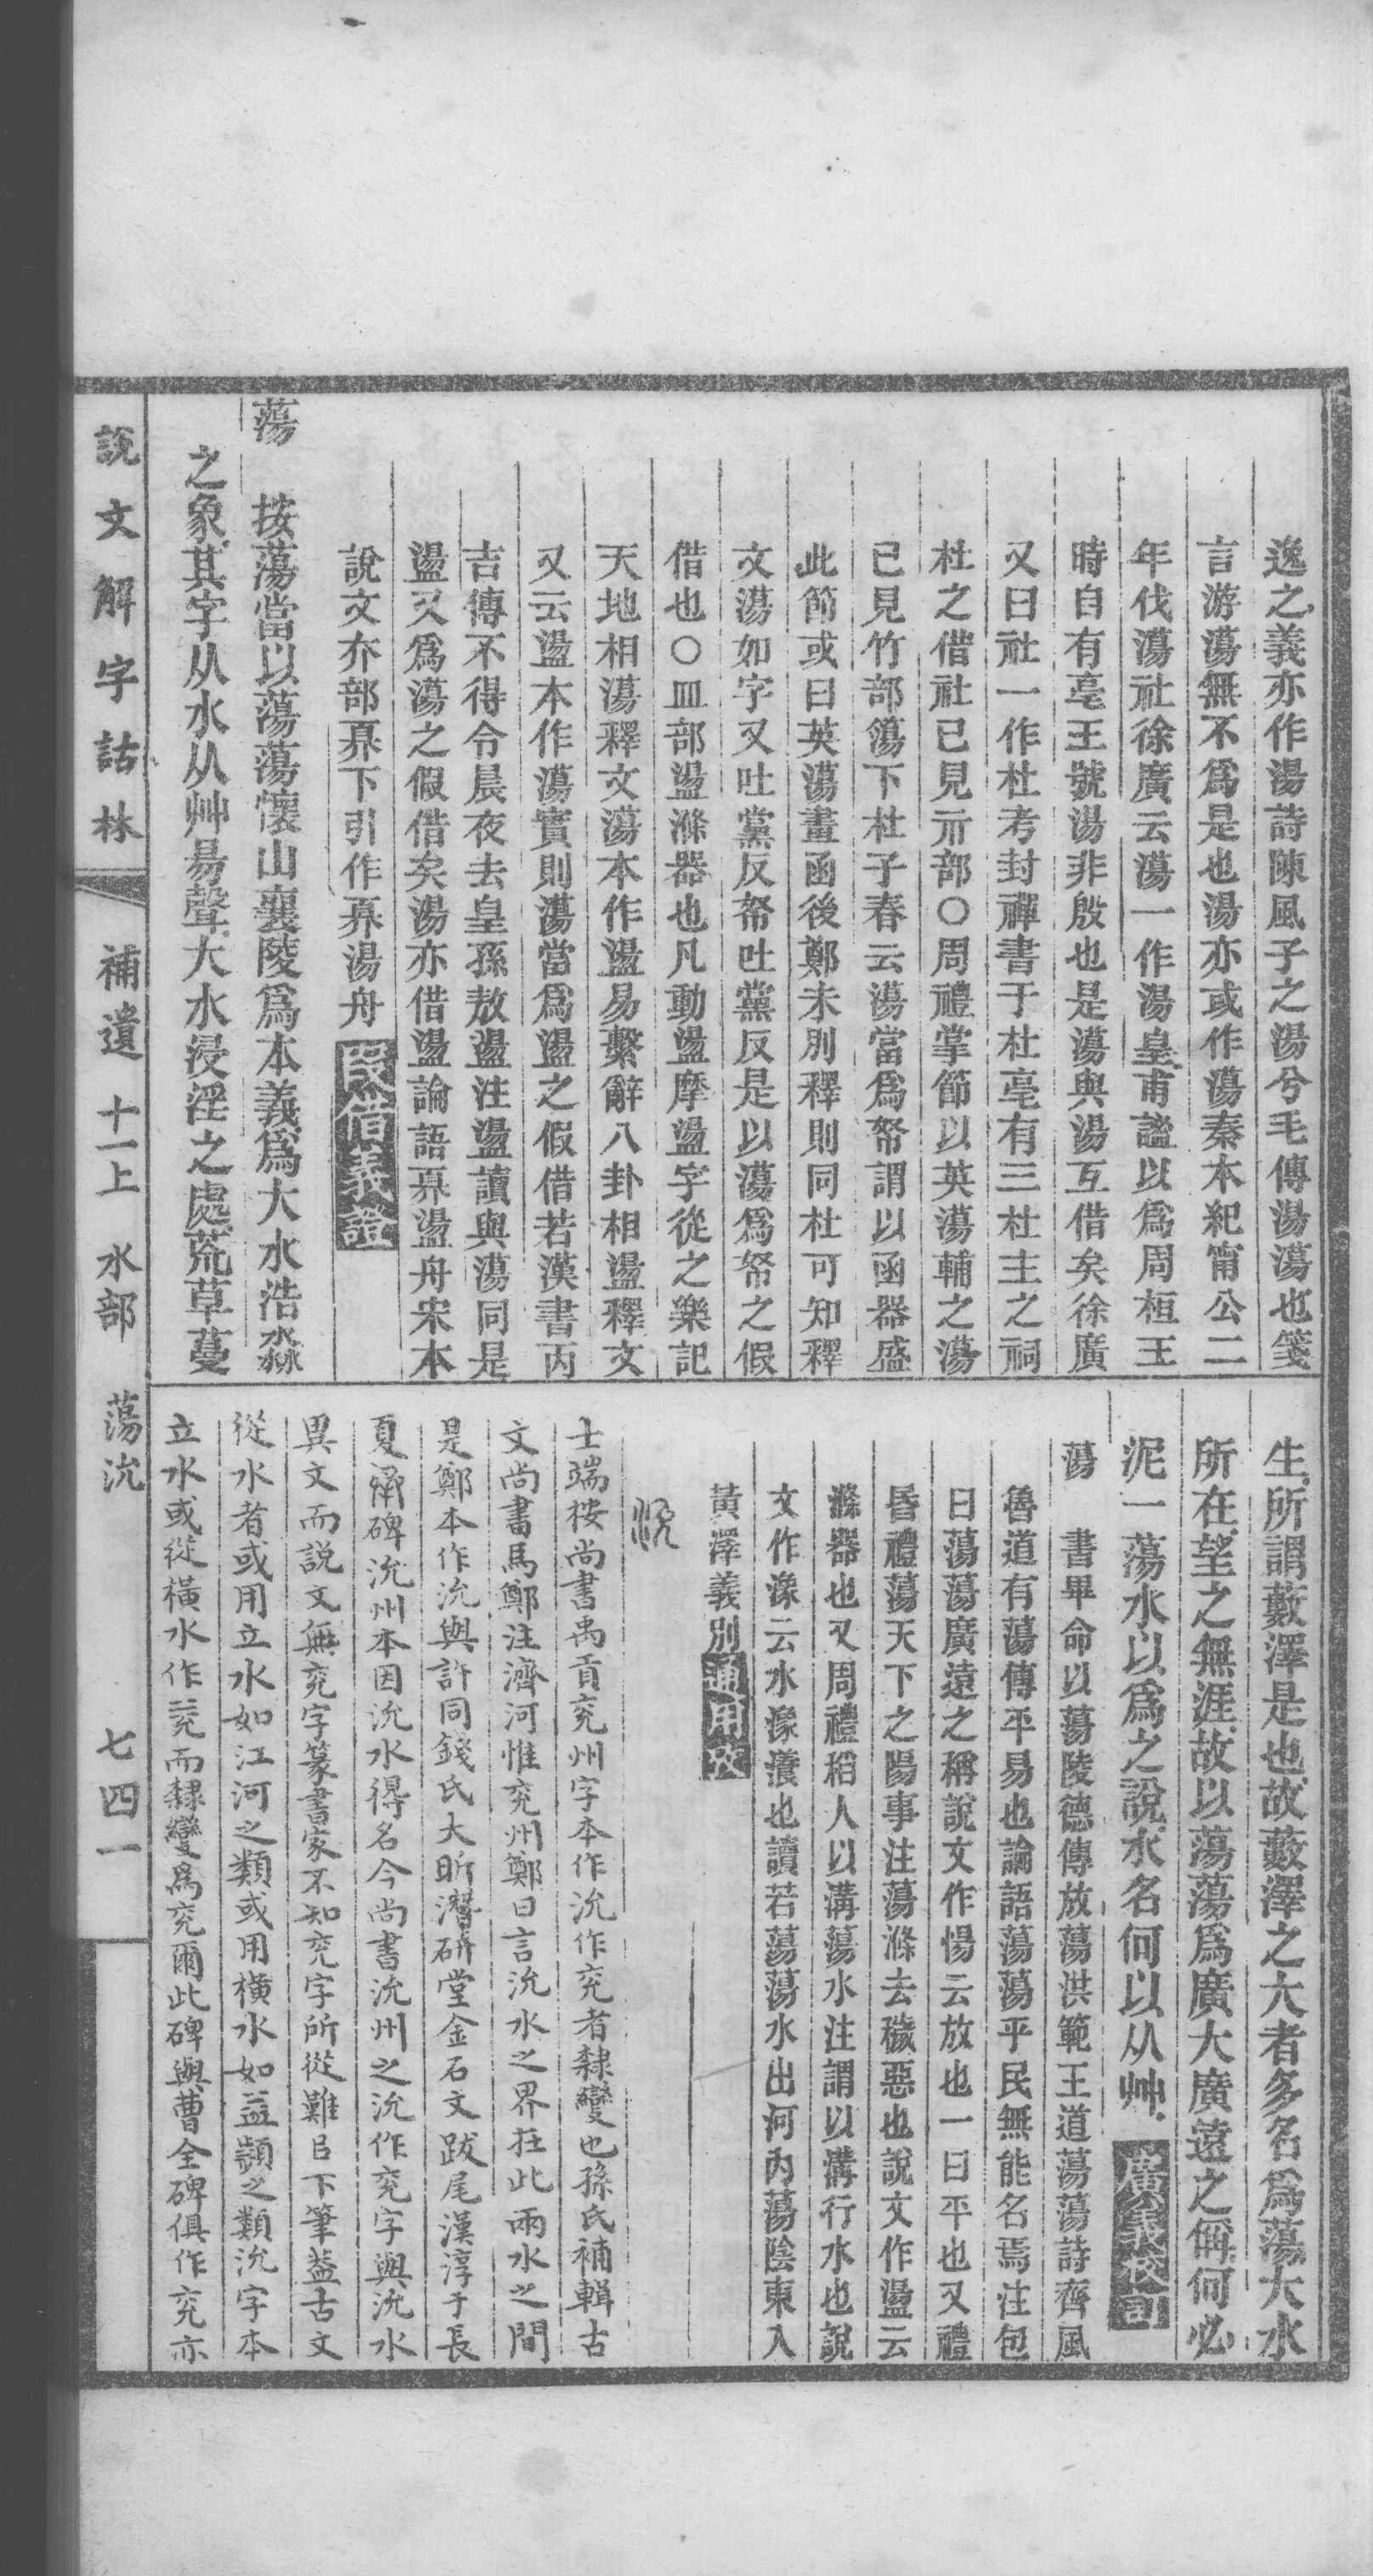 逸之義亦作湯詩陳風子之湯兮毛傳湯蕩也箋
言游蕩無不爲是也湯亦或作蕩秦本紀甯公二
年伐蕩社徐廣云蕩一作湯皇甫謐以爲周桓王
時自有亳王號湯非殷也是蕩與湯互借矣徐廣
又曰社一作杜考封禪書于杜亳有三杜主之祠
杜之借社已見示部○周禮掌節以英蕩輔之蕩
已見竹部簜下杜子春云蕩當爲帑謂以函器盛
此節或曰英蕩畫函後鄭未別釋則同杜可知釋
文蕩如字又吐黨反帑吐黨反是以蕩爲帑之假
借也○皿部盪滌器也凡動盪摩盪字從之樂記
天地相蕩釋文蕩本作盪易繫辭八卦相盪釋文
又云盪本作蕩實則蕩當爲盪之假借若漢書丙
吉傳不得令晨夜去皇孫敖盪注盪讀與蕩同是
盪又爲蕩之假借矣湯亦借盪論語奡盪舟宋本
說文夰部奡下引作奡湯舟 借義證
蕩 按蕩當以蕩蕩懷山襄陵爲本義爲大水浩淼
之象其字从水从艸昜聲大水浸淫之處荒草蔓
生所謂藪澤是也故藪澤之大者多名爲蕩大水
所在望之無涯故以蕩蕩爲廣大廣遠之偁何必
泥一蕩水以爲之說水名何以从艸 廣義校
蕩 書畢命以蕩陵德傳放蕩洪範王道蕩蕩詩齊風
魯道有蕩傳平易也論語蕩蕩乎民無能名焉注包
曰蕩蕩廣遠之稱說文作愓云放也一曰平也又禮
昏禮蕩天下之陽事注蕩滌去穢惡也說文作盪云
滌器也又周禮稻人以溝蕩水注謂以溝行水也說
文作潒云水潒瀁也讀若蕩蕩水出河內蕩陰東入
黃澤義別 通用攷
沇
士端桉尚書禹貢兖州字本作沇作兖者隸變也孫氏補輯古
文尚書馬鄭注濟河惟兖州鄭曰言沇水之界在此兩水之間
是鄭本作沇與許同錢氏大昕潛硏堂金石文跋尾漢淳于長
夏承碑沇州本因沇水得名今尚書沇州之沇作兖字與沇水
異文而說文無兖字篆書家不知兖字所從難㠯下筆葢古文
從水者或用立水如江河之類或用橫水如益顥之類沇字本
立水或從橫水作兖而隸變爲兖爾此碑與曹全碑俱作兖亦
說文解字詁林 補遺 十一上 水部 蕩沇 七四一